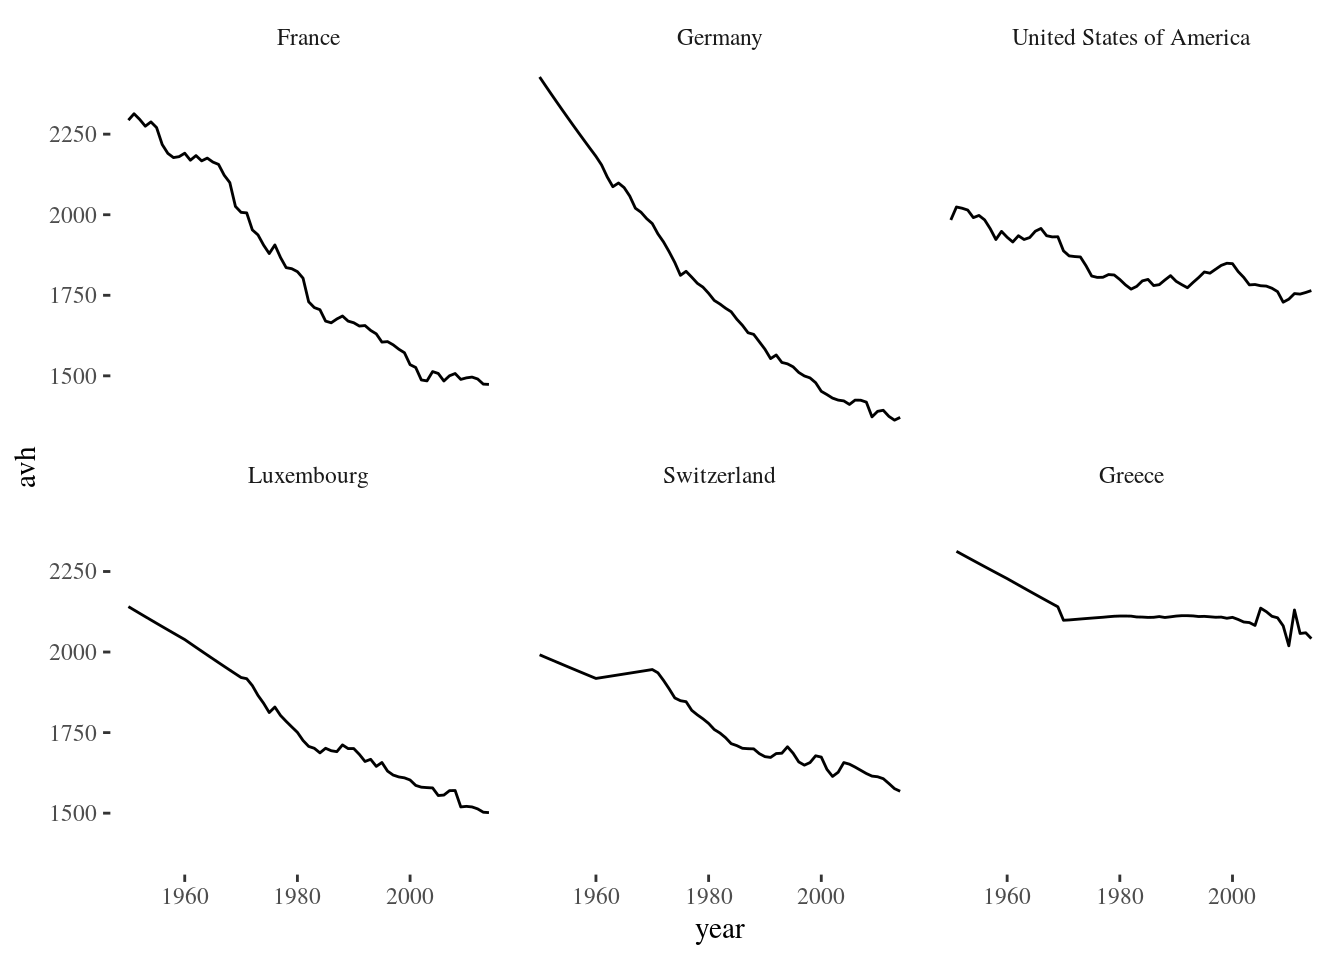 France Germany United States of America
2250
2000
1750
1500
avh
Luxembourg Switzerland Greece
2250
2000
1750
1500
1960 1980 2000 1960 1980 2000 1960 1980 2000
year